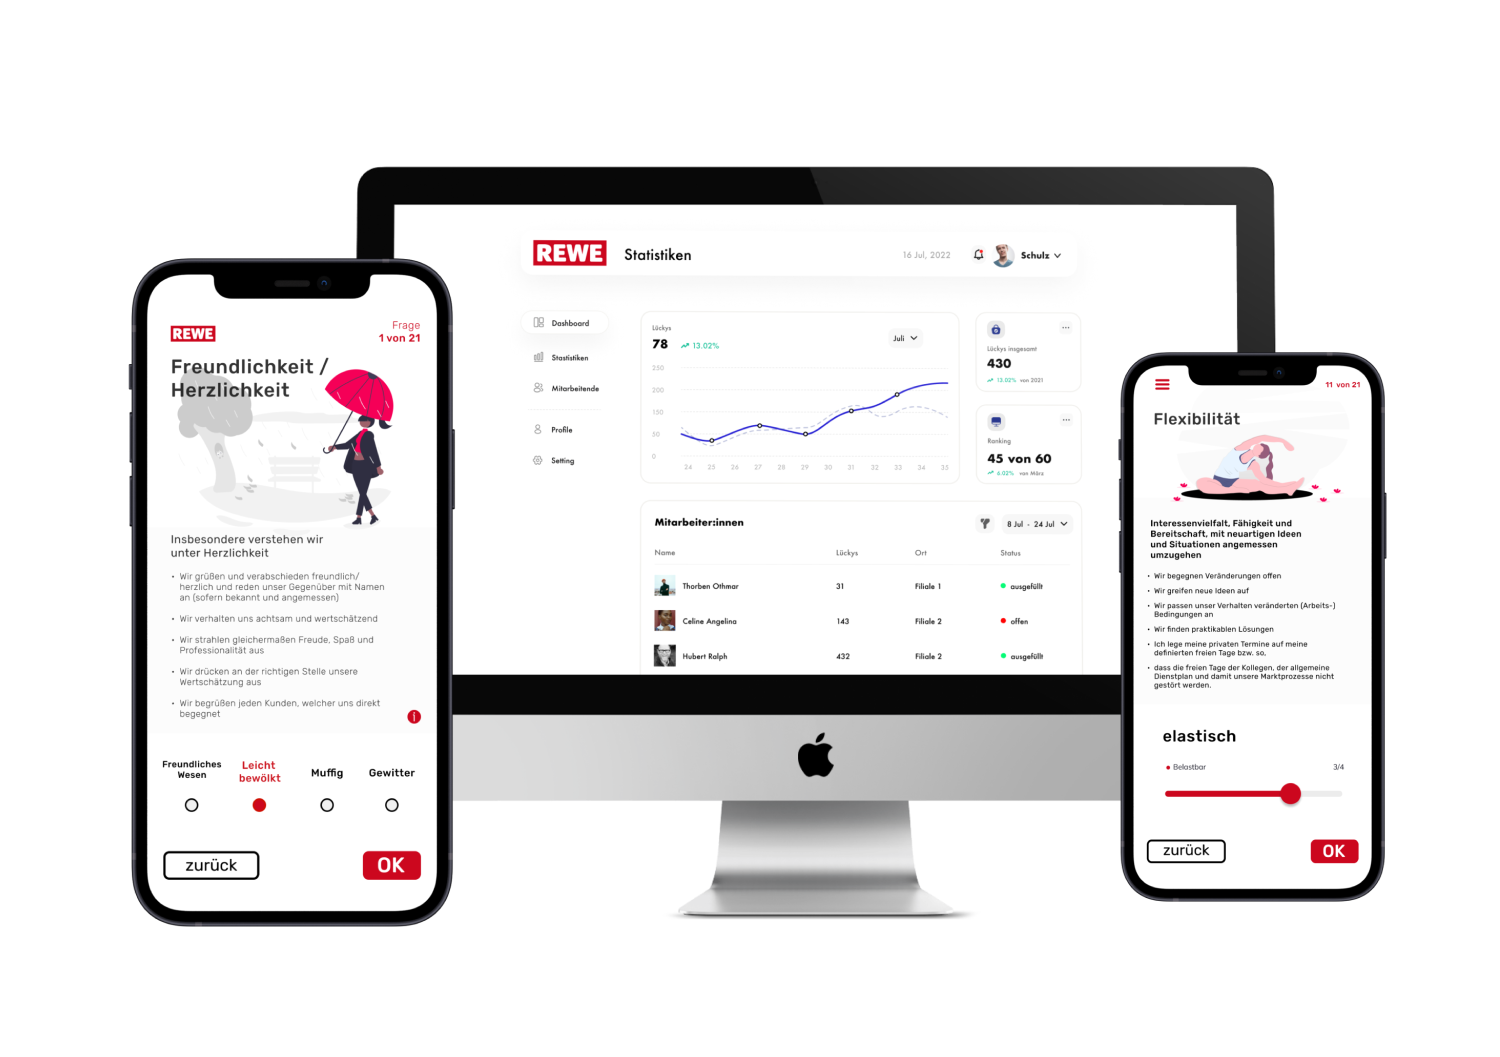 REWE
Frage
1 von 21
Freundlichkeit /
Herzlichkeit
Insbesondere verstehen wir
unter Herzlichkeit
• Wir grüßen und verabschieden freundlich/
herzlich und reden unser Gegenüber mit Namen
an (sofern bekannt und angemessen)
• Wir verhalten uns achtsam und wertschätzend
• Wir strahlen gleichermaßen Freude, Spaß und
Professionalität aus
• Wir drücken an der richtigen Stelle unsere
Wertschätzung aus
• Wir begrüßen jeden Kunden, welcher uns direkt
begegnet
i
Freundliches
Wesen
Leicht
bewölkt
Muffig
Gewitter
zurück
OK
REWE
Statistiken
16 Jul, 2022
Schulz
Dashboard
Stastistiken
Mitarbeitende
Profile
Setting
Lückys
78
13.02%
Juli
250
200
150
50
0
24 25 26 27 28 29 30 31 32 33 34 35
Lückys insgesamt
430
13.02% von 2021
Ranking
45 von 60
6.02% von März
Mitarbeiter:innen
8 Jul - 24 Jul
Name Lückys Ort Status
Thorben Othmar 31 Filiale 1 ausgefüllt
Celine Angelina 143 Filiale 2 offen
Hubert Ralph 432 Filiale 2 ausgefüllt
11 von 21
Flexibilität
Interessenvielfalt, Fähigkeit und
Bereitschaft, mit neuartigen Ideen
und Situationen angemessen
umzugehen
• Wir begegnen Veränderungen offen
• Wir greifen neue Ideen auf
• Wir passen unser Verhalten veränderten (Arbeits-)
Bedingungen an
• Wir finden praktikablen Lösungen
• Ich lege meine privaten Termine auf meine
definierten freien Tage bzw. so,
• dass die freien Tage der Kollegen, der allgemeine
Dienstplan und damit unsere Marktprozesse nicht
gestört werden.
elastisch
• Belastbar 3/4
zurück
OK